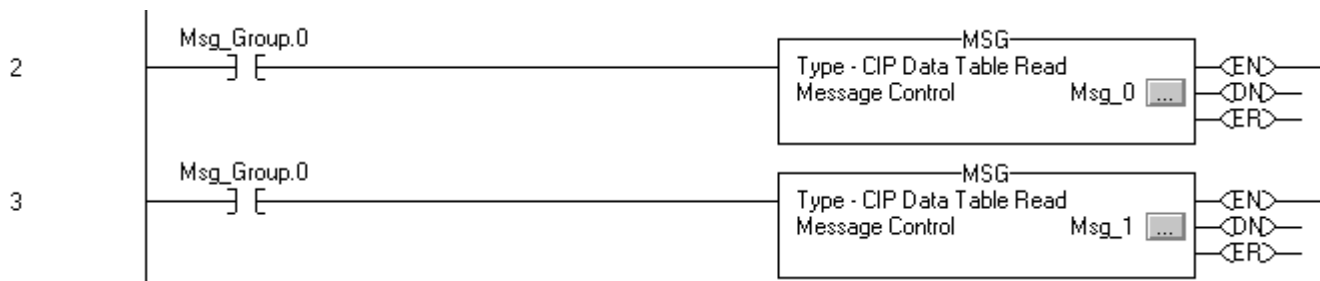 Msg_Group.0
MSG
2
Type - CIP Data Table Read
EN
Message Control Msg_0 ...
DN
ER
Msg_Group.0
MSG
3
Type - CIP Data Table Read
EN
Message Control Msg_1 ...
DN
ER